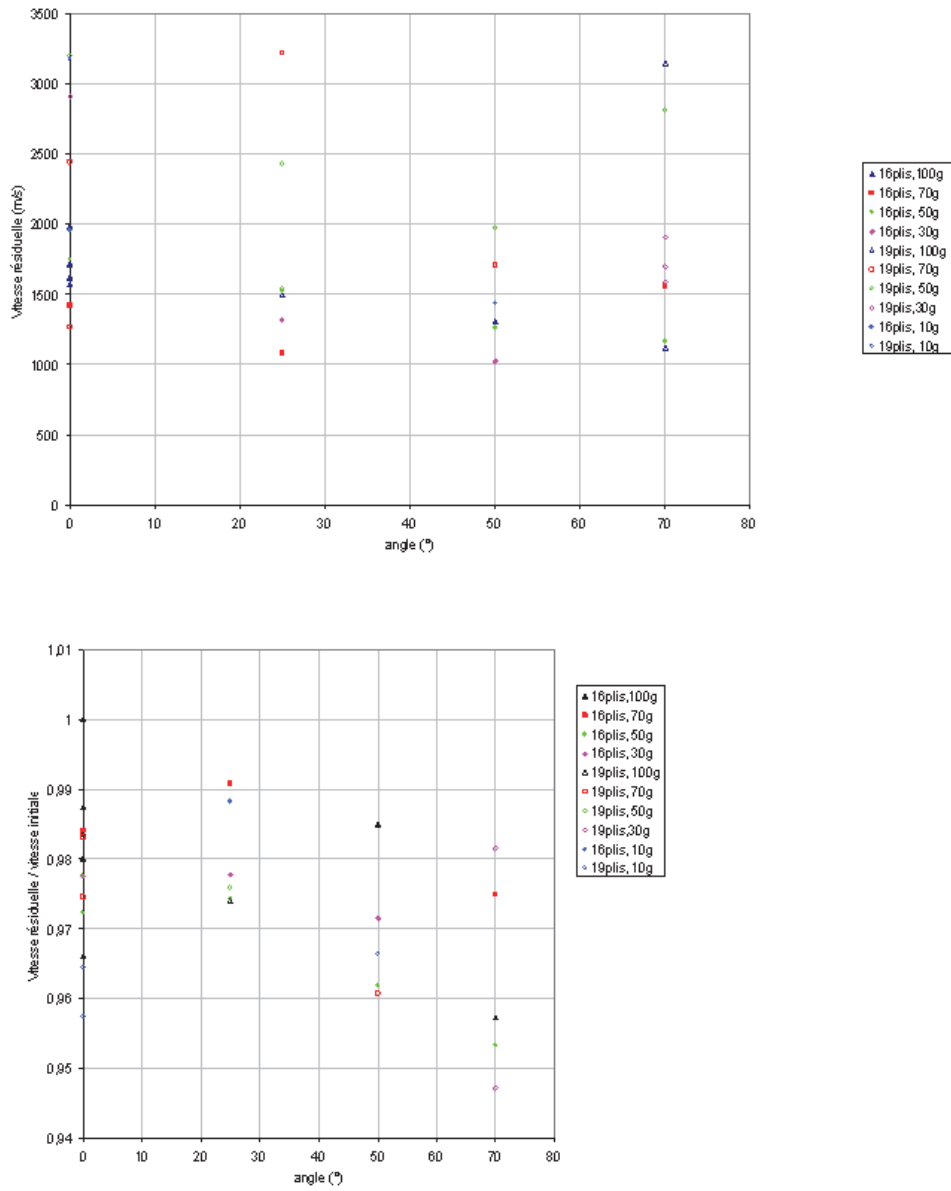 3500
3000
2500
2000
1500
1000
500
0
Vitesse résiduelle (m/s)
0 10 20 30 40 50 60 70 80
angle (°)
16plis,100g
16plis, 70g
16plis, 50g
16plis, 30g
19plis, 100g
19plis, 70g
19plis, 50g
19plis,30g
16plis, 10g
19plis, 10g
1,01
1
0,99
0,98
0,97
0,96
0,95
0,94
Vitesse résiduelle / vitesse initiale
0 10 20 30 40 50 60 70 80
angle (°)
16plis,100g
16plis, 70g
16plis, 50g
16plis, 30g
19plis, 100g
19plis, 70g
19plis, 50g
19plis,30g
16plis, 10g
19plis, 10g